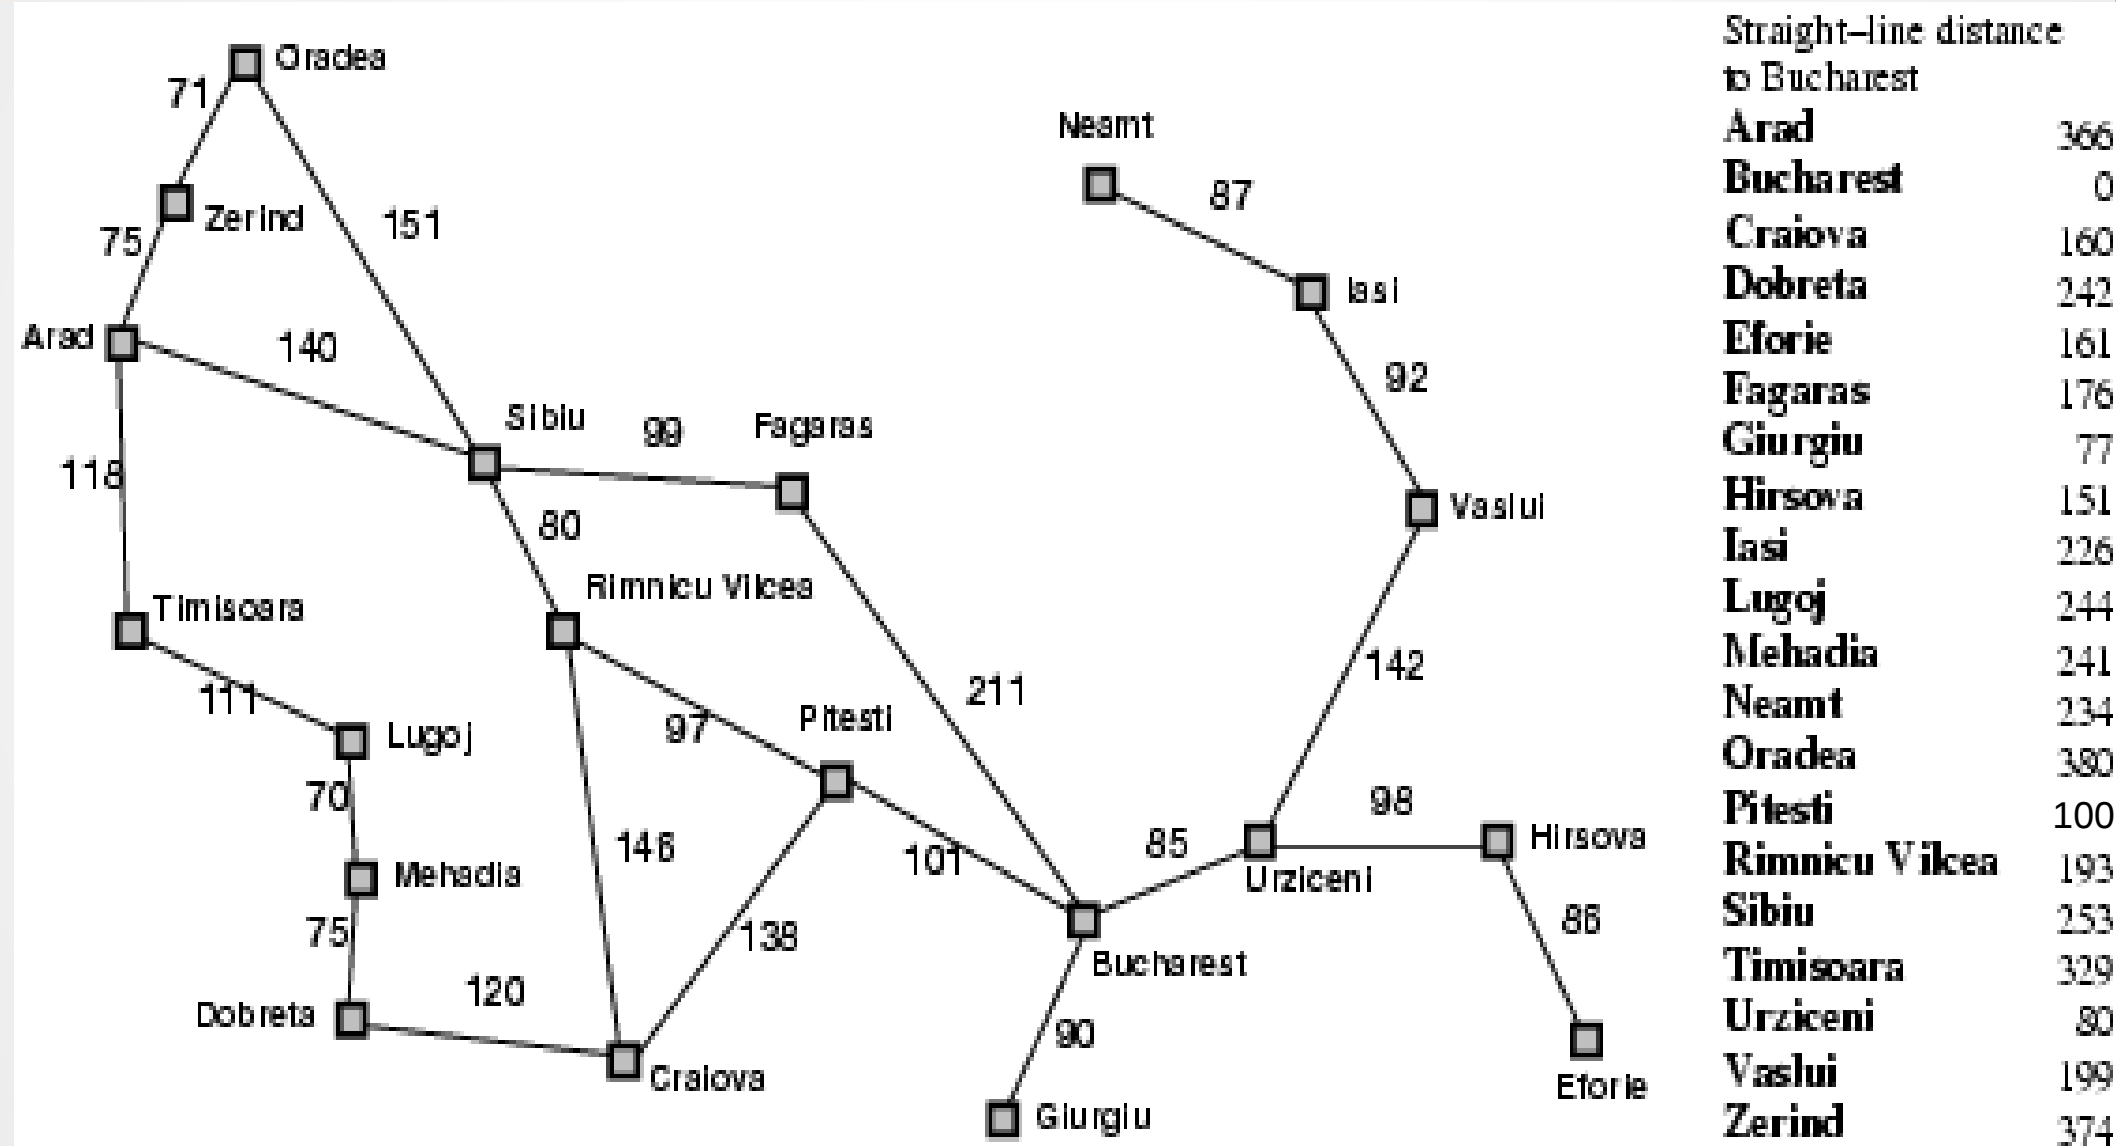 Oradea
71
Zerind
151
75
Arad
140
Sibiu
99
Fagaras
118
80
Timisoara
Rimnicu Vilcea
111
Lugoj
97
Pitesti
211
70
146
101
Mehadia
75
138
Dobreta
120
Craiova
Bucharest
90
Giurgiu
Neamt
87
Iasi
92
Vaslui
142
85
98
Urziceni
Hirsova
86
Eforie
Straight–line distance
to Bucharest
Arad 366
Bucharest 0
Craiova 160
Dobreta 242
Eforie 161
Fagaras 176
Giurgiu 77
Hirsova 151
Iasi 226
Lugoj 244
Mehadia 241
Neamt 234
Oradea 380
Pitesti 100
Rimnicu Vilcea 193
Sibiu 253
Timisoara 329
Urziceni 80
Vaslui 199
Zerind 374